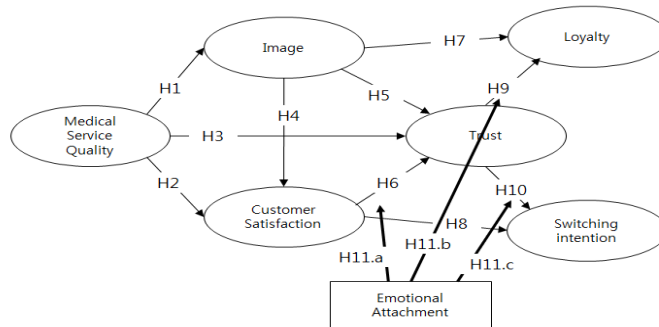 Image
H7
Loyalty
H1
H5
H9
H4
Medical
Service
Quality
H3
Trust
H2
H6
H10
Customer
Satisfaction
H8
Switching
intention
H11.a
H11.b
H11.c
Emotional
Attachment